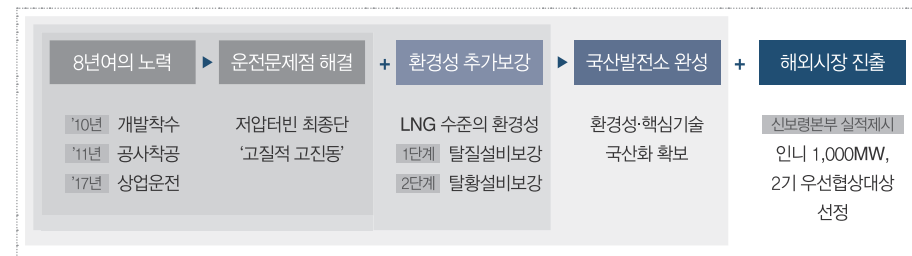 8년여의 노력
▶
운전문제점 해결
+
환경성 추가보강
▶
국산발전소 완성
+
해외시장 진출
'10년 개발착수
'11년 공사착공
'17년 상업운전
저압터빈 최종단
'고질적 고진동'
LNG 수준의 환경성
1단계 탈질설비보강
2단계 탈황설비보강
환경성·핵심기술
국산화 확보
신보령본부 실적제시
인니 1,000MW,
2기 우선협상대상
선정